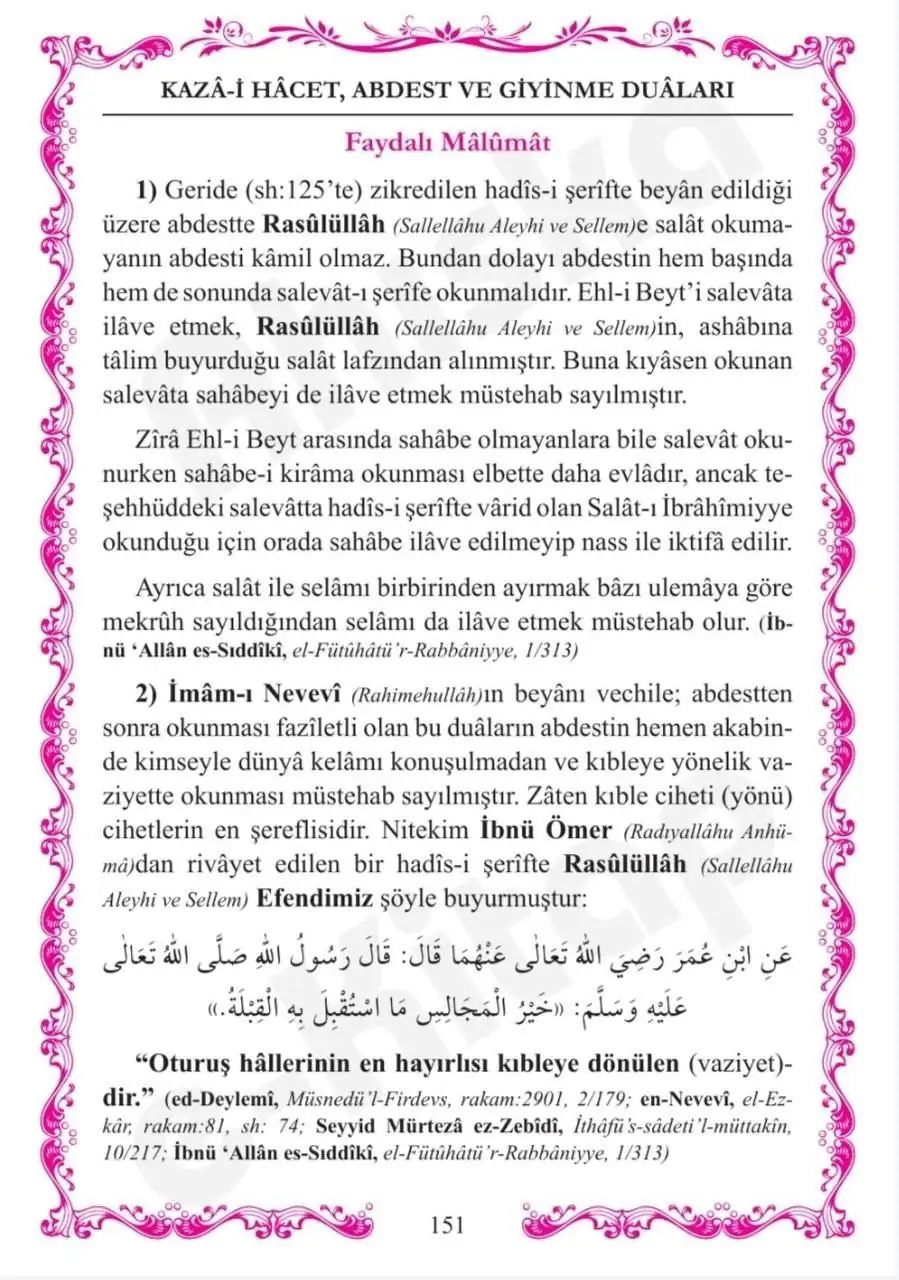 KAZÂ-İ HÂCET, ABDEST VE GİYİNME DUÂLARI
Faydalı Mâlûmât
1) Geride (sh:125’te) zikredilen hadîs-i şerîfte beyân edildiği
üzere abdestte Rasûlüllâh (Sallellâhu Aleyhi ve Sellem)e salât okuma-
yanın abdesti kâmil olmaz. Bundan dolayı abdestin hem başında
hem de sonunda salevât-ı şerîfe okunmalıdır. Ehl-i Beyt’i salevâta
ilâve etmek, Rasûlüllâh (Sallellâhu Aleyhi ve Sellem)in, ashâbına
tâlim buyurduğu salât lafzından alınmıştır. Buna kıyâsen okunan
salevâta sahâbeyi de ilâve etmek müstehab sayılmıştır.
Zîrâ Ehl-i Beyt arasında sahâbe olmayanlara bile salevât oku-
nurken sahâbe-i kirâma okunması elbette daha evlâdır, ancak te-
şehhüddeki salevâtta hadîs-i şerîfte vârid olan Salât-ı İbrâhîmiyye
okunduğu için orada sahâbe ilâve edilmeyip nass ile iktifâ edilir.
Ayrıca salât ile selâmı birbirinden ayırmak bâzı ulemâya göre
mekrûh sayıldığından selâmı da ilâve etmek müstehab olur. (İb-
nü ‘Allân es-Sıddîkî, el-Fütûhâtü’r-Rabbâniyye, 1/313)
2) İmâm-ı Nevevî (Rahimehullâh)ın beyânı vechile; abdestten
sonra okunması fazîletli olan bu duâların abdestin hemen akabin-
de kimseyle dünyâ kelâmı konuşulmadan ve kıbleye yönelik va-
ziyette okunması müstehab sayılmıştır. Zâten kıble ciheti (yönü)
cihetlerin en şereflisidir. Nitekim İbnü Ömer (Radıyallâhu Anhü-
mâ)dan rivâyet edilen bir hadîs-i şerîfte Rasûlüllâh (Sallellâhu
Aleyhi ve Sellem) Efendimiz şöyle buyurmuştur:
عَنِ ابْنِ عُمَرَ رَضِيَ اللهُ تَعَالٰى عَنْهُمَا قَالَ: قَالَ رَسُولُ اللهِ صَلَّى اللهُ تَعَالٰى
عَلَيْهِ وَسَلَّمَ: «خَيْرُ الْمَجَالِسِ مَا اسْتُقْبِلَ بِهِ الْقِبْلَةُ.»
“Oturuş hâllerinin en hayırlısı kıbleye dönülen (vaziyet)-
dir.” (ed-Deylemî, Müsnedü’l-Firdevs, rakam:2901, 2/179; en-Nevevî, el-Ez-
kâr, rakam:81, sh: 74; Seyyid Mürtezâ ez-Zebîdî, İthâfü’s-sâdeti’l-müttakîn,
10/217; İbnü ‘Allân es-Sıddîkî, el-Fütûhâtü’r-Rabbâniyye, 1/313)
151